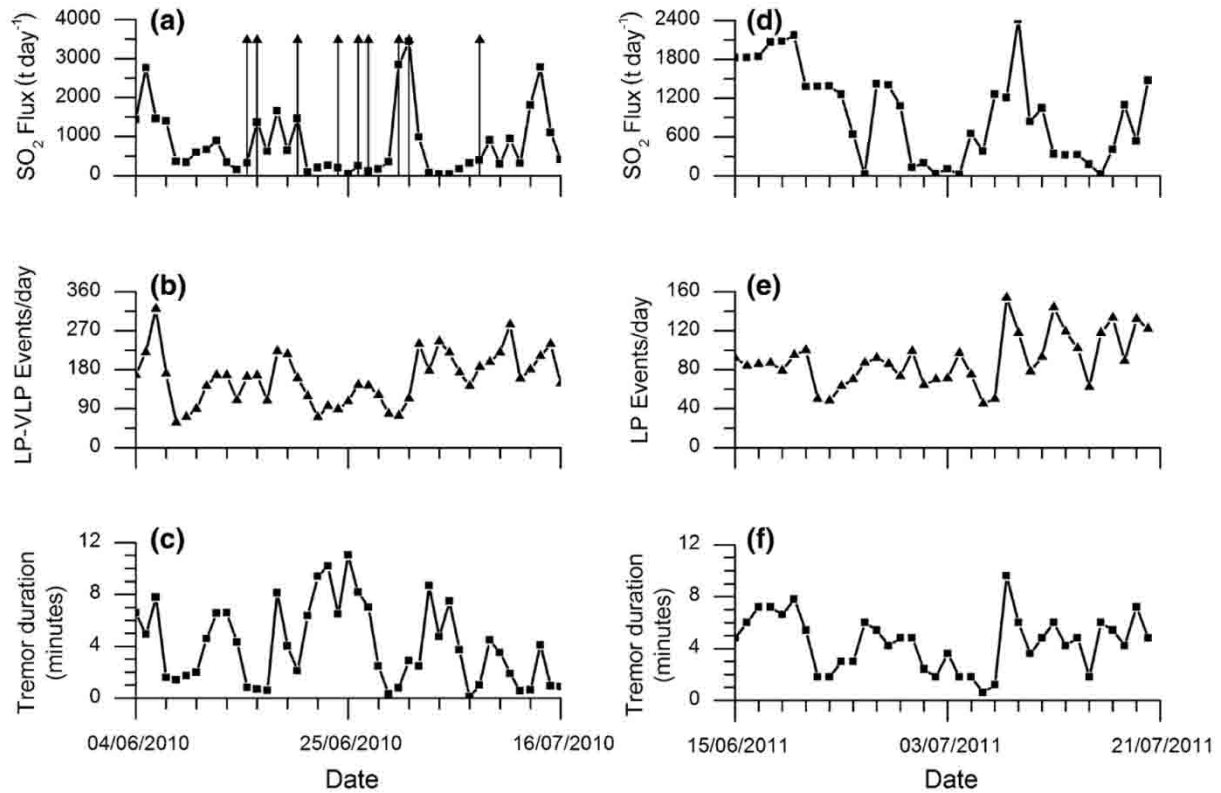 (a)
SO2 Flux (t day-1)
4000
3000
2000
1000
0
(b)
LP-VLP Events/day
360
270
180
90
0
(c)
Tremor duration
(minutes)
12
8
4
0
04/06/2010
25/06/2010
16/07/2010
Date
(d)
SO2 Flux (t day-1)
2400
1800
1200
600
0
(e)
LP Events/day
160
120
80
40
0
(f)
Tremor duration
(minutes)
12
8
4
0
15/06/2011
03/07/2011
21/07/2011
Date